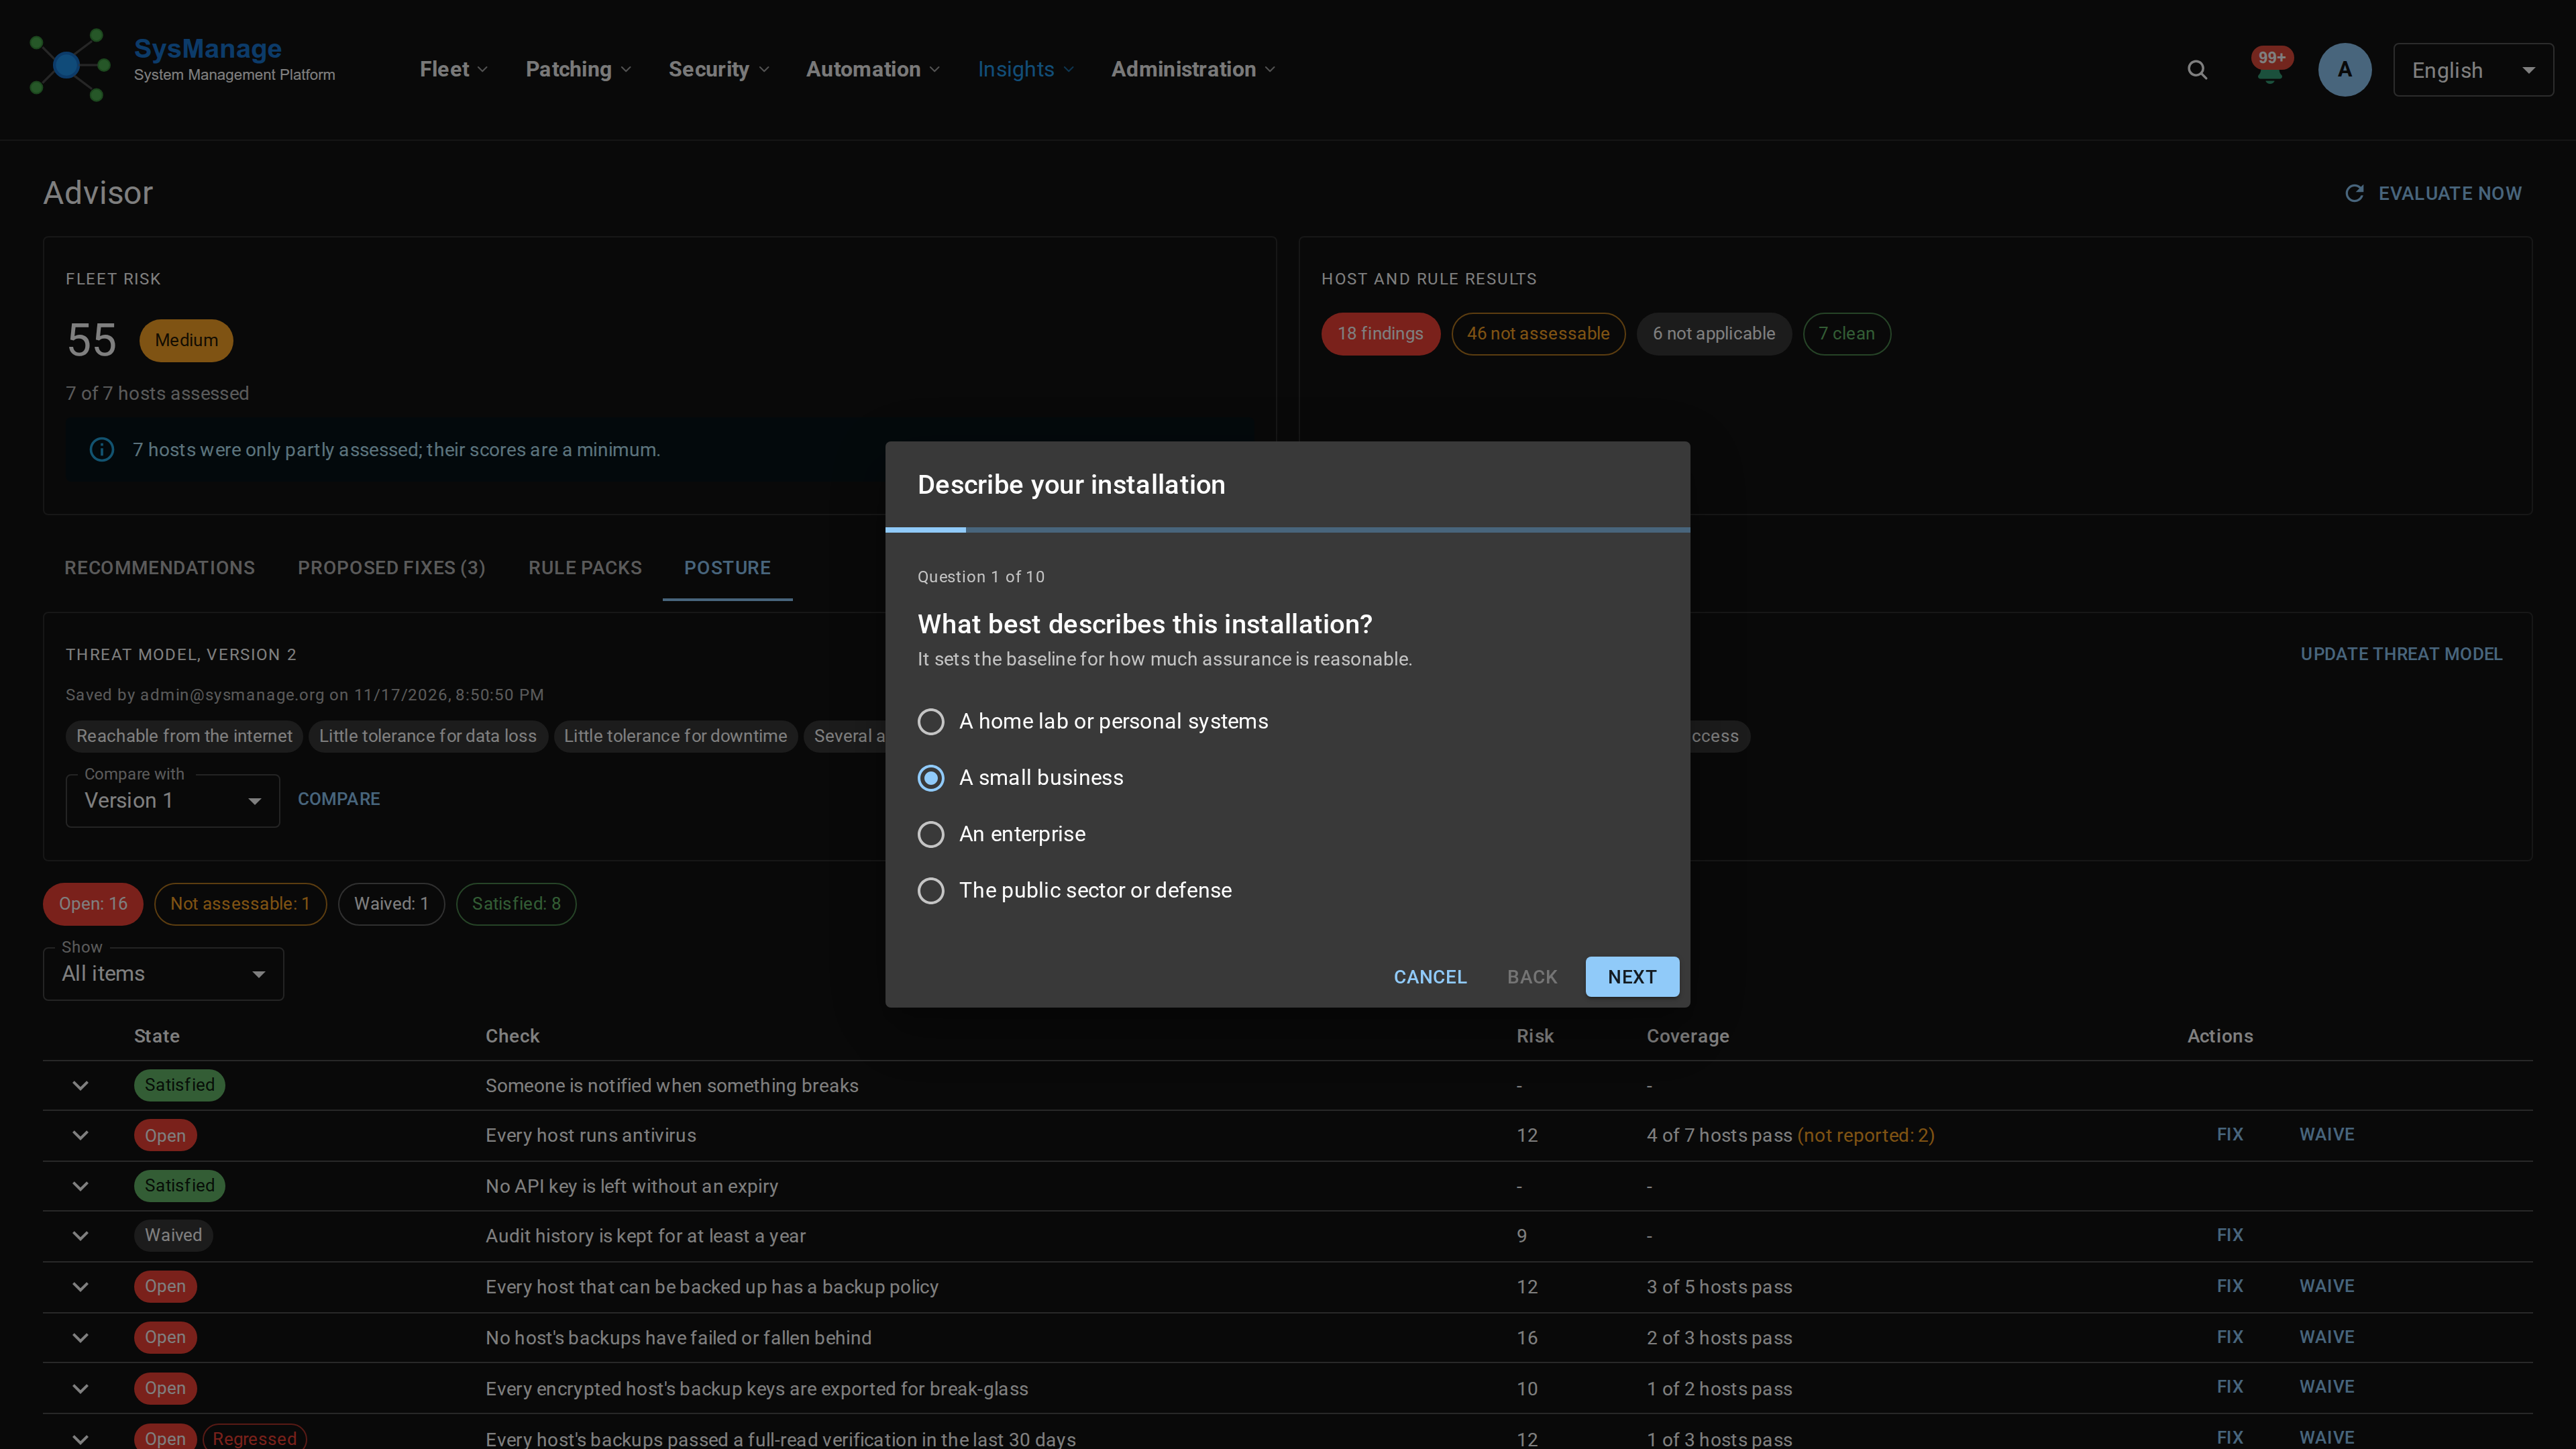 SysManage
System Management Platform
Fleet Patching Security Automation Insights Administration
99+
A
English
Advisor
EVALUATE NOW
FLEET RISK
55 Medium
7 of 7 hosts assessed
7 hosts were only partly assessed; their scores are a minimum.
HOST AND RULE RESULTS
18 findings 46 not assessable 6 not applicable 7 clean
RECOMMENDATIONS PROPOSED FIXES (3) RULE PACKS POSTURE
THREAT MODEL, VERSION 2
UPDATE THREAT MODEL
Saved by admin@sysmanage.org on 11/17/2026, 8:50:50 PM
Reachable from the internet Little tolerance for data loss Little tolerance for downtime Several
Compare with
Version 1 COMPARE
Describe your installation
Question 1 of 10
What best describes this installation?
It sets the baseline for how much assurance is reasonable.
A home lab or personal systems
A small business
An enterprise
The public sector or defense
CANCEL BACK NEXT
Open: 16 Not assessable: 1 Waived: 1 Satisfied: 8
Show
All items
State Check Risk Coverage Actions
Satisfied Someone is notified when something breaks - -
Open Every host runs antivirus 12 4 of 7 hosts pass (not reported: 2) FIX WAIVE
Satisfied No API key is left without an expiry - -
Waived Audit history is kept for at least a year 9 - FIX
Open Every host that can be backed up has a backup policy 12 3 of 5 hosts pass FIX WAIVE
Open No host's backups have failed or fallen behind 16 2 of 3 hosts pass FIX WAIVE
Open Every encrypted host's backup keys are exported for break-glass 10 1 of 2 hosts pass FIX WAIVE
Open Regressed Every host's backups passed a full-read verification in the last 30 days 12 1 of 3 hosts pass FIX WAIVE